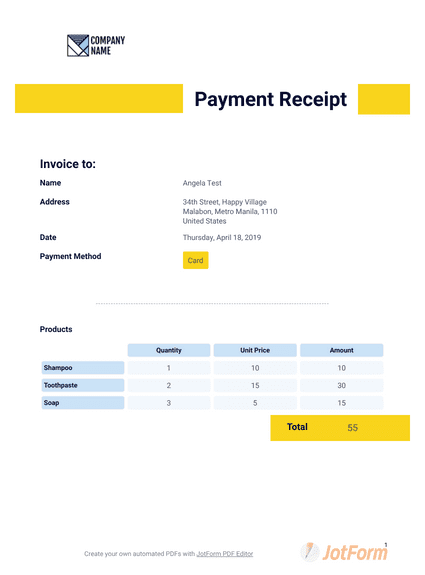 COMPANY
NAME
Payment Receipt
Invoice to:
Name Angela Test
Address 34th Street, Happy Village
Malabon, Metro Manila, 1110
United States
Date Thursday, April 18, 2019
Payment Method Card
Products
Quantity Unit Price Amount
Shampoo 1 10 10
Toothpaste 2 15 30
Soap 3 5 15
Total 55
1
Create your own automated PDFs with JotForm PDF Editor
JotForm